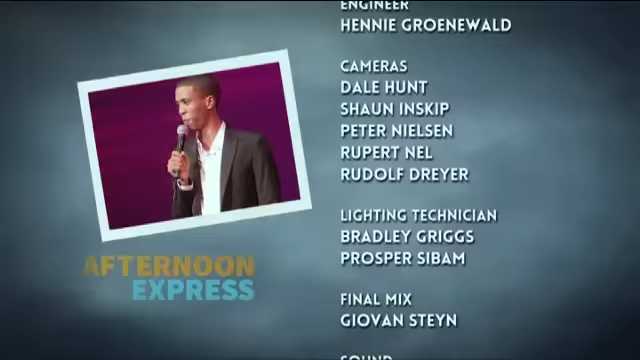 ENGINEER
HENNIE GROENEWALD
CAMERAS
DALE HUNT
SHAUN INSKIP
PETER NIELSEN
RUPERT NEL
RUDOLF DREYER
LIGHTING TECHNICIAN
BRADLEY GRIGGS
PROSPER SIBAM
FINAL MIX
GIOVAN STEYN
SOUND
AFTERNOON
EXPRESS